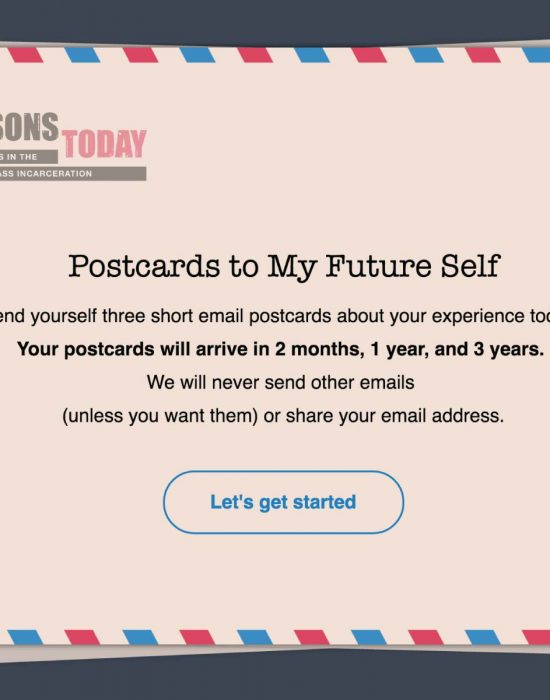 SONS
TODAY
S IN THE
ASS INCARCERATION
Postcards to My Future Self
end yourself three short email postcards about your experience tod
Your postcards will arrive in 2 months, 1 year, and 3 years.
We will never send other emails
(unless you want them) or share your email address.
Let's get started